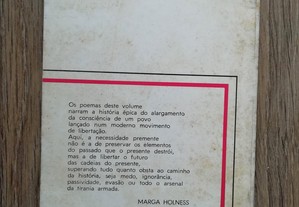 Os poemas deste volume
narram a história épica do alargamento
da consciência de um povo
lançado num moderno movimento
de libertação.
Aqui, a necessidade premente
não é a de preservar os elementos
do passado que o presente destrói,
mas a de libertar o futuro
das cadeias do presente,
superando tudo quanto obsta ao caminho
da história, seja medo, ignorância,
passividade, evasão ou todo o arsenal
da tirania armada.
MARGA HOLNESS